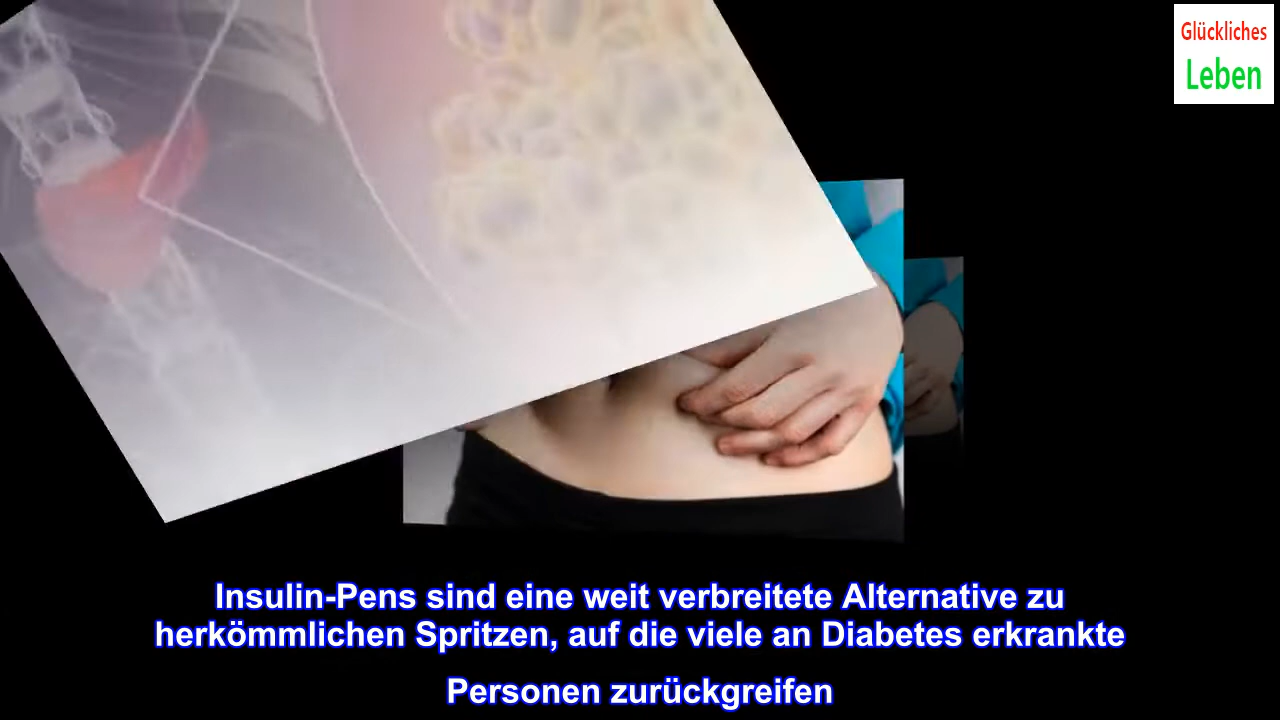 Glückliches
Leben
Insulin-Pens sind eine weit verbreitete Alternative zu
herkömmlichen Spritzen, auf die viele an Diabetes erkrankte
Personen zurückgreifen